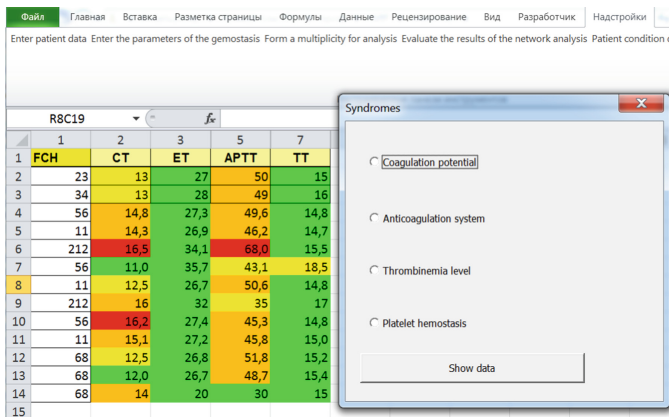 Файл Главная Вставка Разметка страницы Формулы Данные Рецензирование Вид Разработчик Надстройки
Enter patient data Enter the parameters of the gemostasis Form a multiplicity for analysis Evaluate the results of the network analysis Patient condition
R8C19 fx
1 2 3 5 7
1 FCH CT ET APTT TT
2 23 13 27 50 15
3 34 13 28 49 16
4 56 14,8 27,3 49,6 14,8
5 11 14,3 26,9 46,2 14,7
6 212 16,5 34,1 68,0 15,5
7 56 11,0 35,7 43,1 18,5
8 11 12,5 26,7 50,6 14,8
9 212 16 32 35 17
10 56 16,2 27,4 45,3 14,8
11 11 15,1 27,2 45,8 15,0
12 68 12,5 26,8 51,8 15,2
13 68 12,0 26,7 48,7 15,4
14 68 14 20 30 15
15
Syndromes
Coagulation potential
Anticoagulation system
Thrombinemia level
Platelet hemostasis
Show data